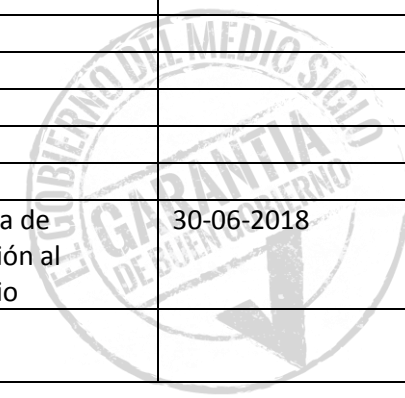 EL GOBIERNO DEL MEDIO SIGLO
GARANTIA
DE BUEN GOBIERNO
a de 30-06-2018
ión al
io